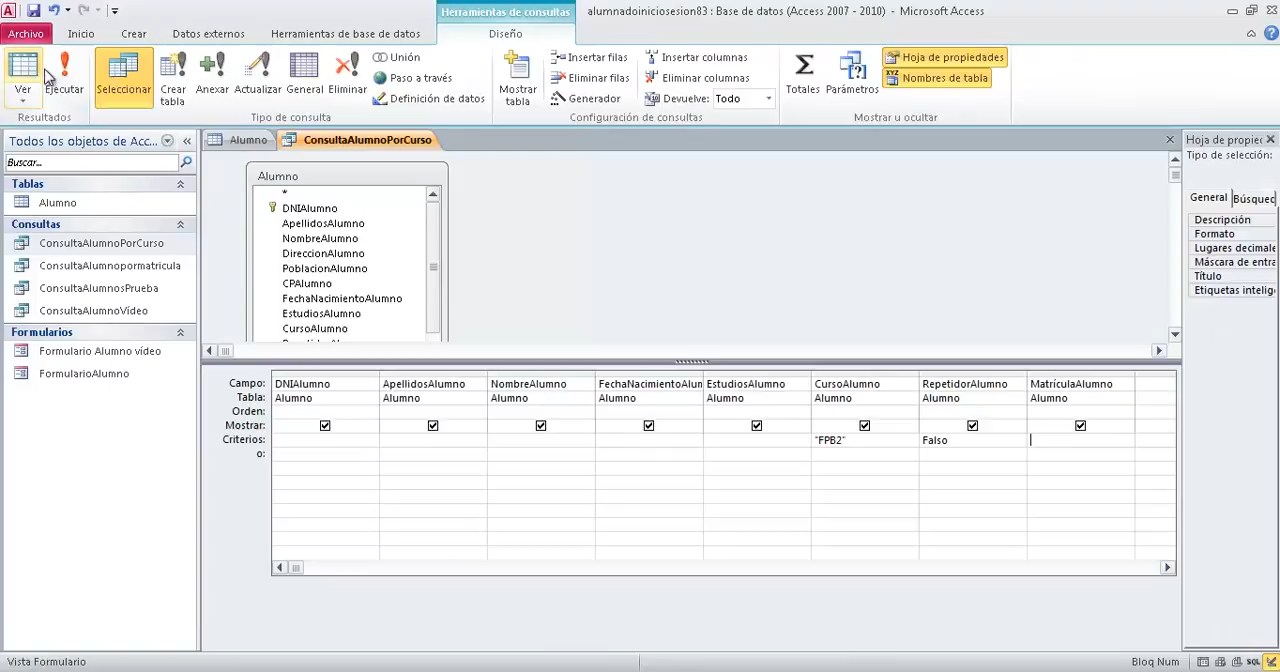 Herramientas de consultas
alumnadoiniciosesion83 : Base de datos (Access 2007 - 2010) - Microsoft Access
Archivo Inicio Crear Datos externos Herramientas de base de datos Diseño
Ver Ejecutar Seleccionar Crear tabla Anexar Actualizar General Eliminar
Unión
Paso a través
Definición de datos
Mostrar tabla
Insertar filas
Eliminar filas
Generador
Insertar columnas
Eliminar columnas
Devuelve: Todo
Totales Parámetros
Hoja de propiedades
Nombres de tabla
Resultados Tipo de consulta Configuración de consultas Mostrar u ocultar
Todos los objetos de Acc...
Buscar...
Tablas
Alumno
Consultas
ConsultaAlumnoPorCurso
ConsultaAlumnopormatricula
ConsultaAlumnosPrueba
ConsultaAlumnoVídeo
Formularios
Formulario Alumno vídeo
FormularioAlumno
Alumno ConsultaAlumnoPorCurso
Alumno
*
DNIAlumno
ApellidosAlumno
NombreAlumno
DireccionAlumno
PoblacionAlumno
CPAlumno
FechaNacimientoAlumno
EstudiosAlumno
CursoAlumno
Campo: DNIAlumno ApellidosAlumno NombreAlumno FechaNacimientoAlum EstudiosAlumno CursoAlumno RepetidorAlumno MatrículaAlumno
Tabla: Alumno Alumno Alumno Alumno Alumno Alumno Alumno Alumno
Orden:
Mostrar:
Criterios: "FPB2" Falso
o:
Hoja de propie
Tipo de selección:
General Búsqued
Descripción
Formato
Lugares decimale
Máscara de entra
Título
Etiquetas intelig
Vista Formulario Bloq Num SQL